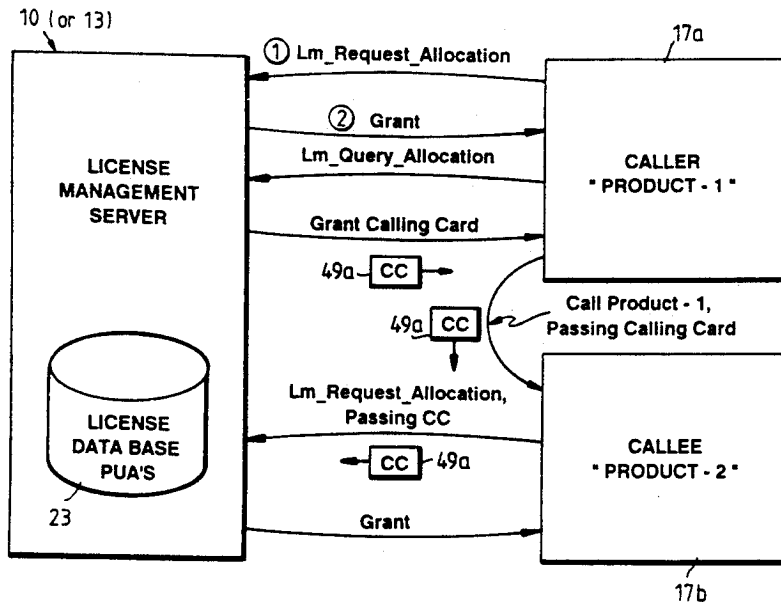 10 (or 13)
17a
① Lm_Request_Allocation
② Grant
Lm_Query_Allocation
LICENSE
MANAGEMENT
SERVER
CALLER
" PRODUCT - 1 "
Grant Calling Card
49a
CC
49a
CC
Call Product - 1,
Passing Calling Card
Lm_Request_Allocation,
Passing CC
LICENSE
DATA BASE
PUA'S
CALLEE
" PRODUCT - 2 "
CC
49a
23
Grant
17b